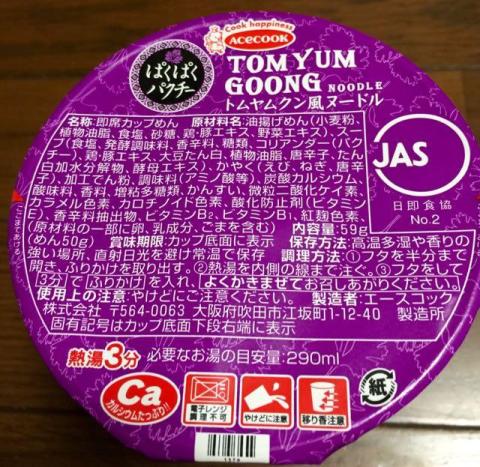 Cook happiness
ACECOOK
ぱくぱく
パクチー
TOM YUM
GOONG NOODLE
トムヤムクン風ヌードル
名称:即席カップめん 原材料名:油揚げめん(小麦粉、
植物油脂、食塩、砂糖、鶏・豚エキス、野菜エキス)、スー
プ(食塩、発酵調味料、香辛料、糖類、コリアンダー(パク
チー)、鶏・豚エキス、大豆たん白、植物油脂、唐辛子、たん
白加水分解物、酵母エキス)、かやく(えび、ねぎ、唐辛
子)、加工でん粉、調味料(アミノ酸等)、炭酸カルシウム、
酸味料、香料、増粘多糖類、かんすい、微粒二酸化ケイ素、
カラメル色素、カロチノイド色素、酸化防止剤(ビタミン
E)、香辛料抽出物、ビタミンB2、ビタミンB1、紅麹色素、
(原材料の一部に卵、乳成分、ごまを含む) 内容量:59g
(めん50g) 賞味期限:カップ底面に表示 保存方法:高温多湿や香りの
強い場所、直射日光を避け常温で保存 調理方法:①フタを半分まで
開き、ふりかけを取り出す。②熱湯を内側の線まで注ぐ。③フタをして
3分でふりかけを入れ、よくかきまぜてお召しあがりください。
使用上の注意:やけどにご注意ください。 製造者:エースコック
株式会社 〒564-0063 大阪府吹田市江坂町1-12-40 製造所
固有記号はカップ底面下段右端に表示
JAS
日即食協
No.2
熱湯3分 必要なお湯の目安量:290ml
Ca
カルシウムたっぷり!!
電子レンジ
調理不可
やけどに注意
移り香注意
紙